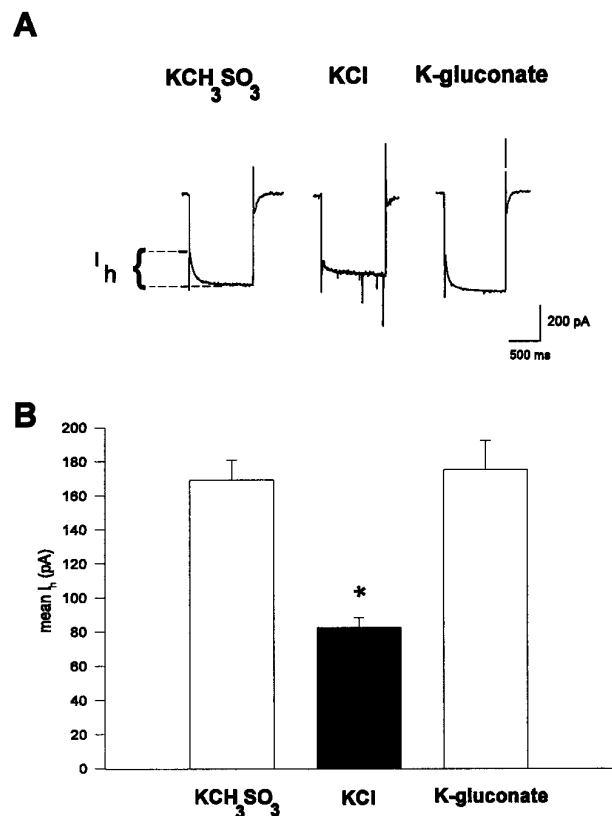 A
KCH3SO3 KCl K-gluconate
Ih {
200 pA
500 ms
B
200
180
160
140
120
100
80
60
40
20
0
mean Ih (pA)
*
KCH3SO3 KCl K-gluconate